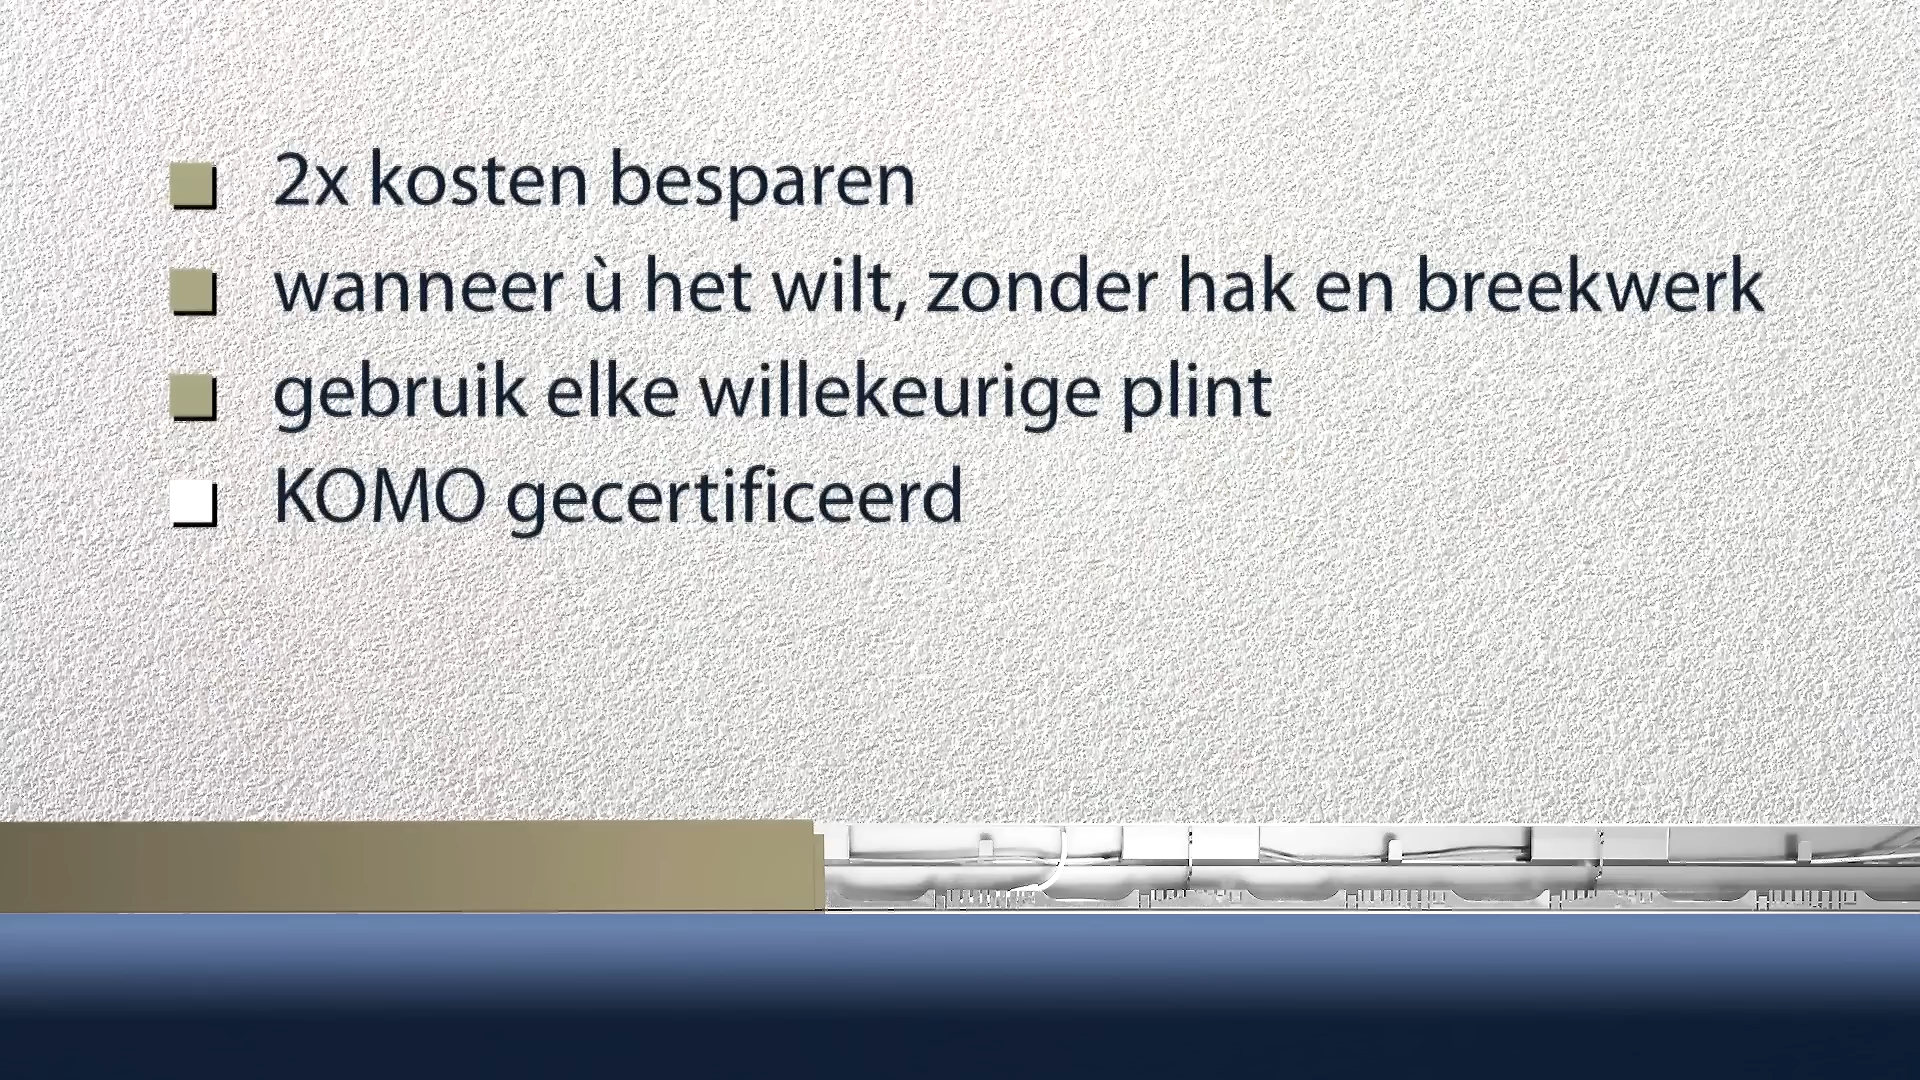 2x kosten besparen
wanneer ù het wilt, zonder hak en breekwerk
gebruik elke willekeurige plint
KOMO gecertificeerd